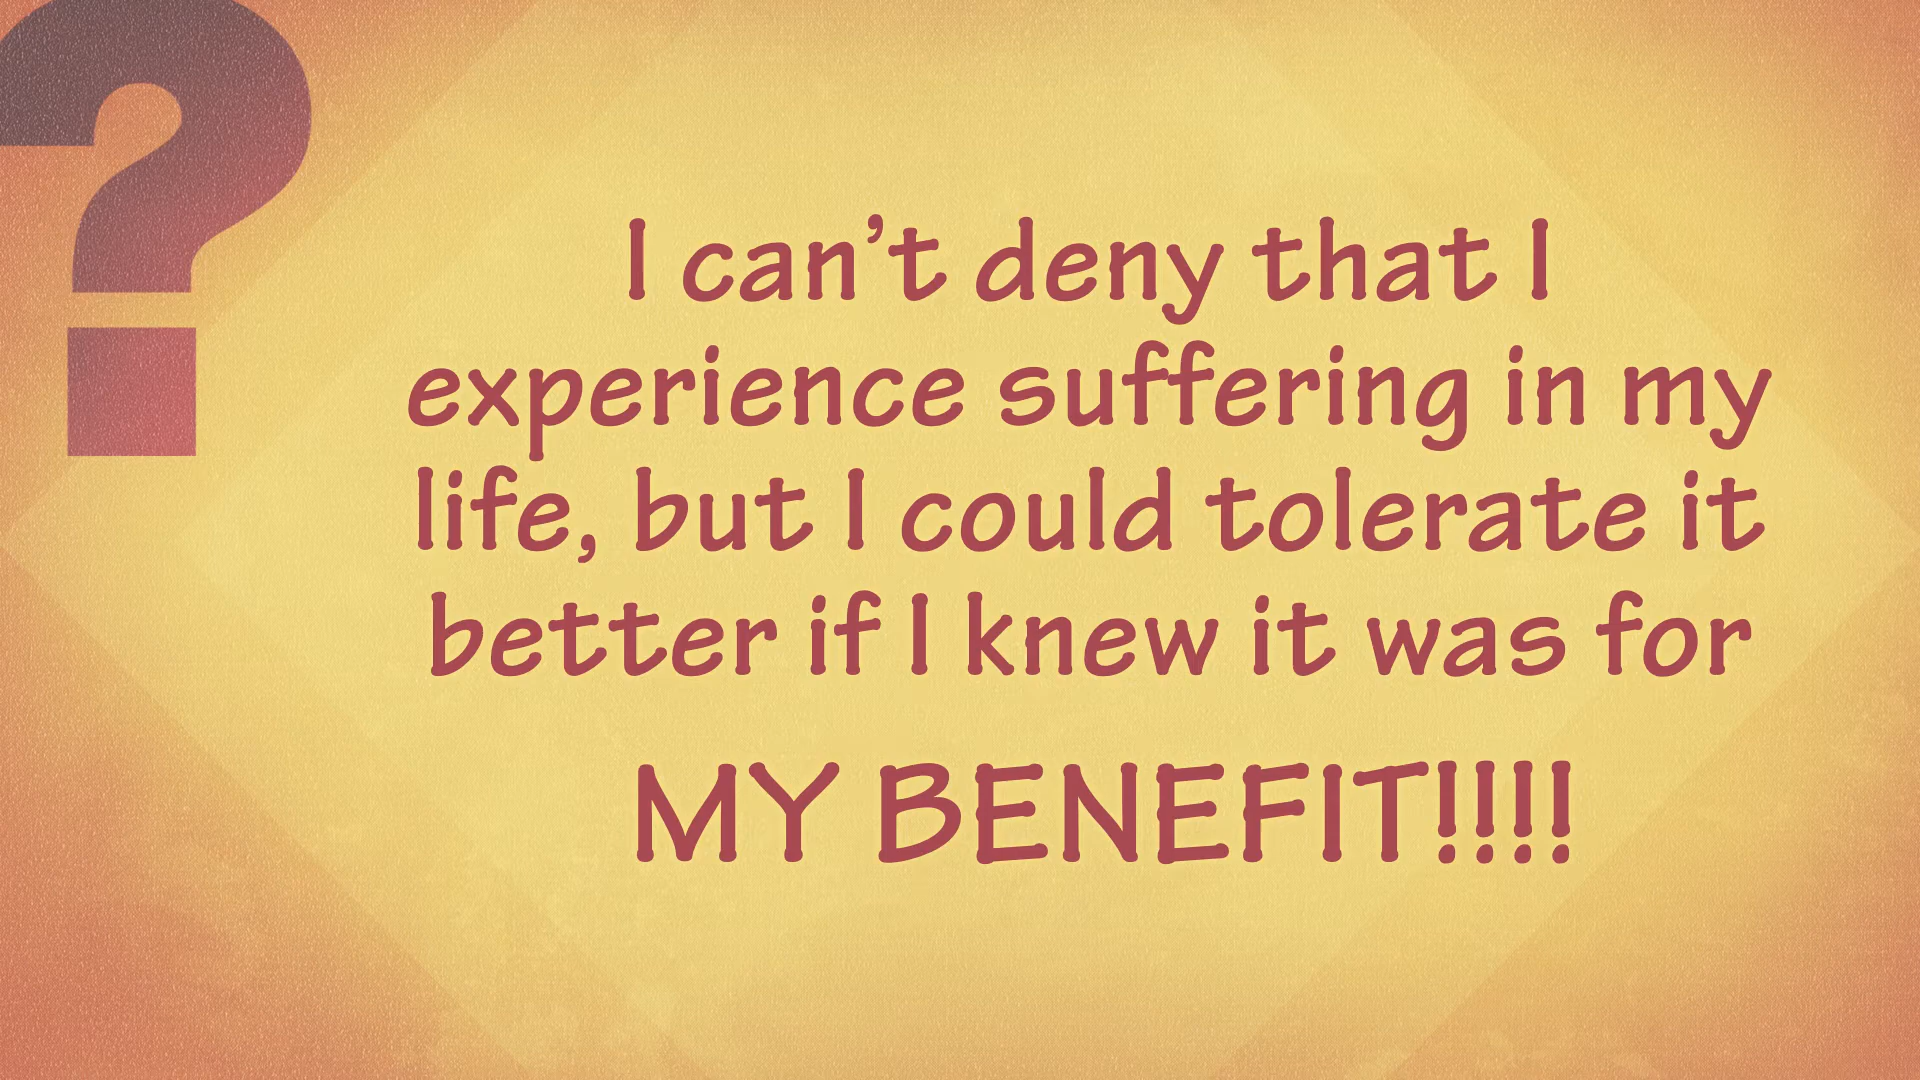 ?
I can’t deny that I
experience suffering in my
life, but I could tolerate it
better if I knew it was for
MY BENEFIT!!!!